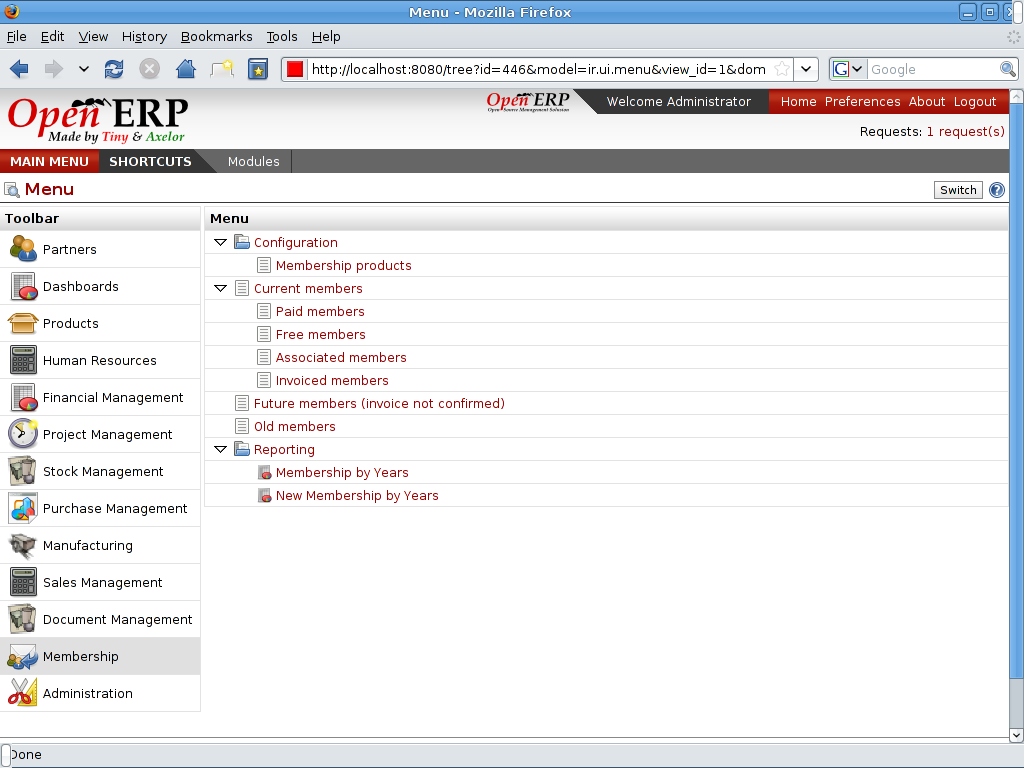 Menu - Mozilla Firefox
File Edit View History Bookmarks Tools Help
http://localhost:8080/tree?id=446&model=ir.ui.menu&view_id=1&dom
G
Google
Open ERP
Made by Tiny & Axelor
Open ERP
Open Source Management Solution
Welcome Administrator
Home Preferences About Logout
Requests: 1 request(s)
MAIN MENU SHORTCUTS Modules
Menu
Switch ?
Toolbar
Partners
Dashboards
Products
Human Resources
Financial Management
Project Management
Stock Management
Purchase Management
Manufacturing
Sales Management
Document Management
Membership
Administration
Menu
Configuration
Membership products
Current members
Paid members
Free members
Associated members
Invoiced members
Future members (invoice not confirmed)
Old members
Reporting
Membership by Years
New Membership by Years
Done